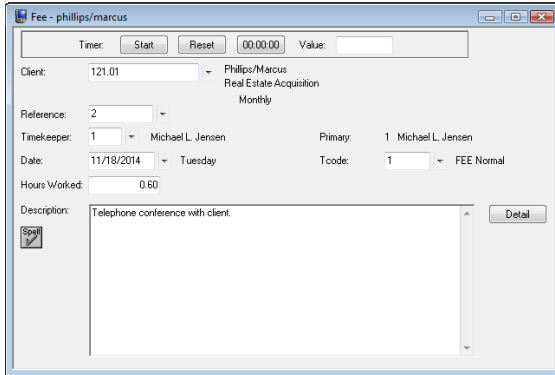 Fee - phillips/marcus
Timer: Start Reset 00:00:00 Value:
Client: 121.01 Phillips/Marcus
Real Estate Acquisition
Monthly
Reference: 2
Timekeeper: 1 Michael L. Jensen Primary: 1 Michael L. Jensen
Date: 11/18/2014 Tuesday Tcode: 1 FEE Normal
Hours Worked: 0.60
Description: Telephone conference with client. Detail
Spell